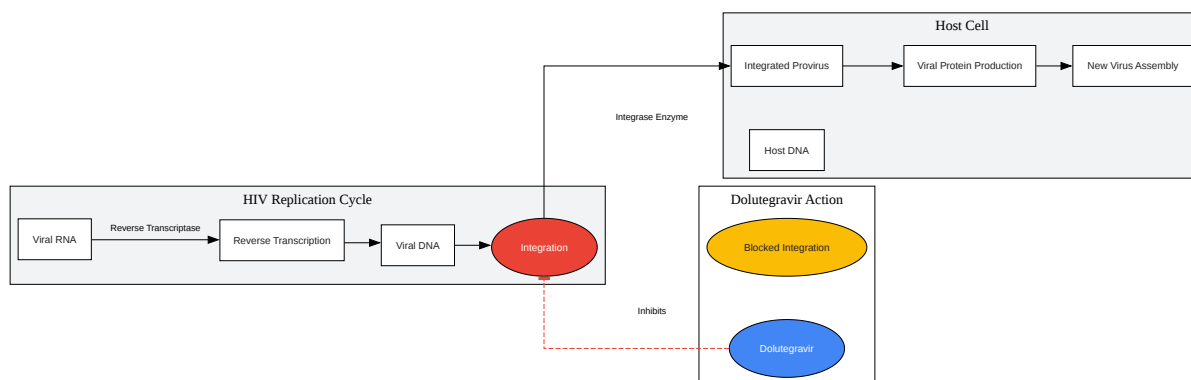 Host Cell
Integrated Provirus
Viral Protein Production
New Virus Assembly
Integrase Enzyme
Host DNA
HIV Replication Cycle
Viral RNA
Reverse Transcriptase
Reverse Transcription
Viral DNA
Integration
Dolutegravir Action
Blocked Integration
Inhibits
Dolutegravir